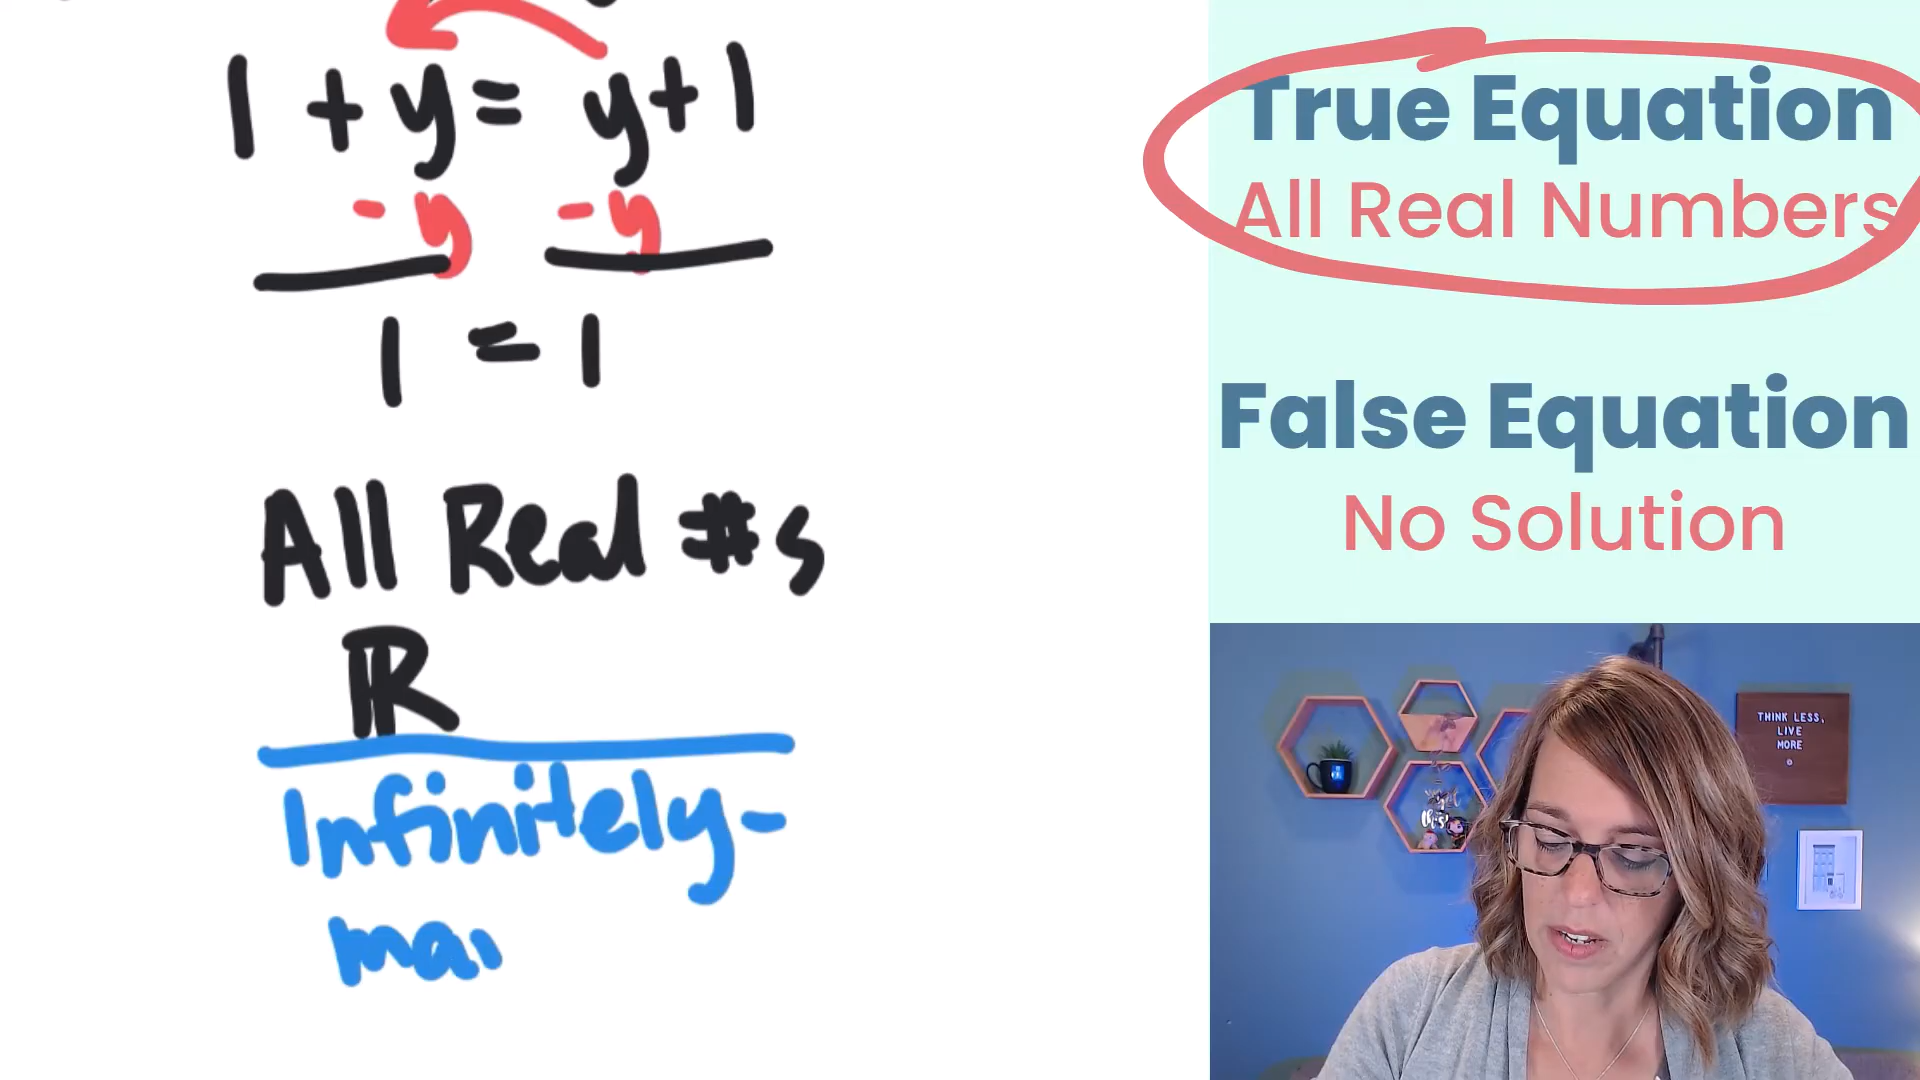 1 + y = y + 1
- y - y
1 = 1
All Real #s
ℝ
Infinitely-
True Equation
All Real Numbers
False Equation
No Solution
THINK LESS,
LIVE
MORE